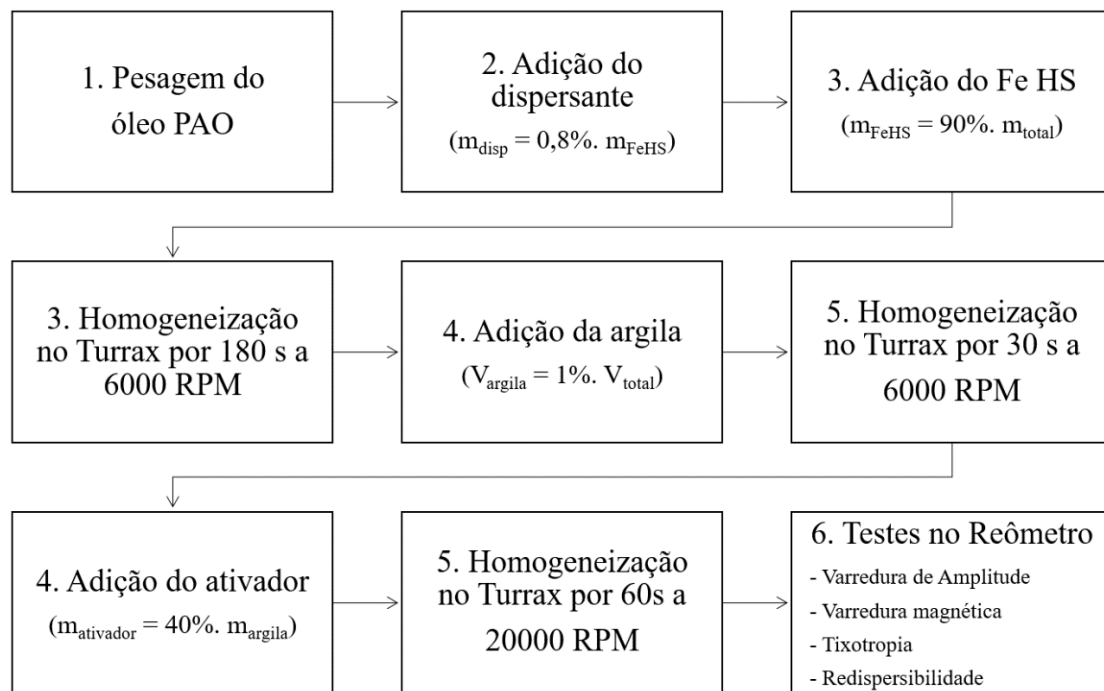 1. Pesagem do
óleo PAO
2. Adição do
dispersante
(m_disp = 0,8%. m_FeHS)
3. Adição do Fe HS
(m_FeHS = 90%. m_total)
3. Homogeneização
no Turrax por 180 s a
6000 RPM
4. Adição da argila
(V_argila = 1%. V_total)
5. Homogeneização
no Turrax por 30 s a
6000 RPM
4. Adição do ativador
(m_ativador = 40%. m_argila)
5. Homogeneização
no Turrax por 60s a
20000 RPM
6. Testes no Reômetro
- Varredura de Amplitude
- Varredura magnética
- Tixotropia
- Redispersibilidade